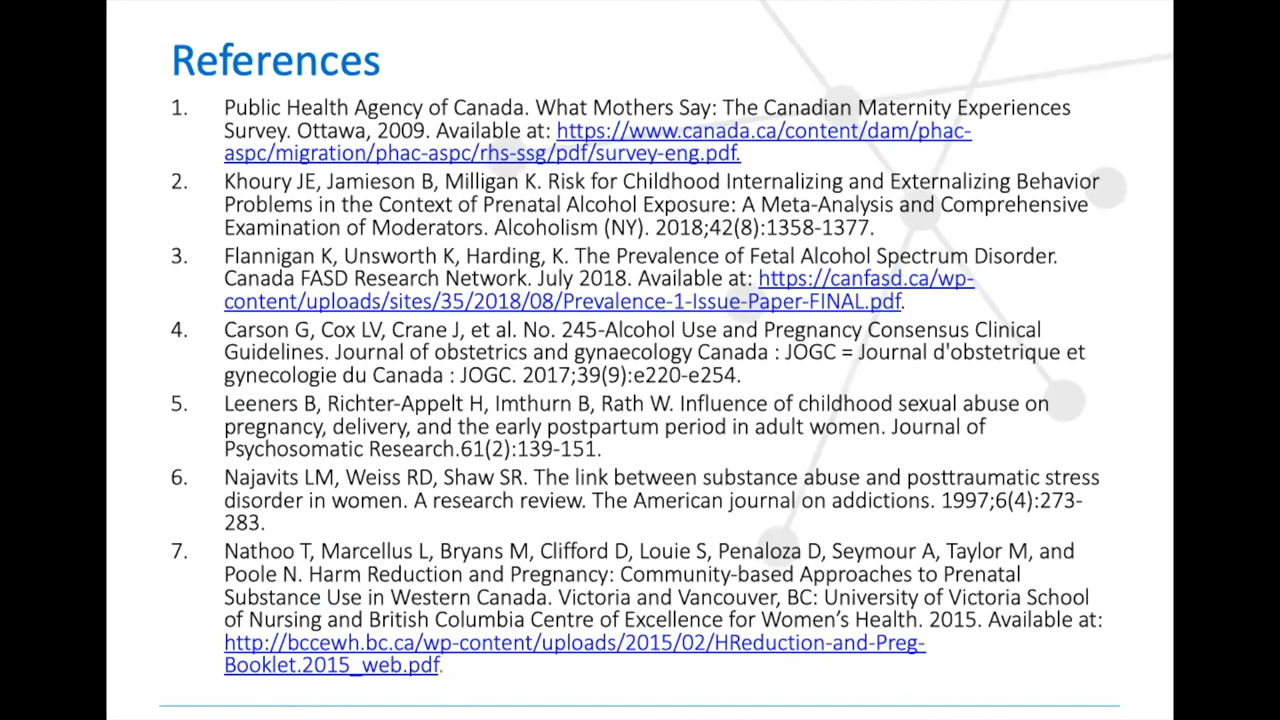 References
1. Public Health Agency of Canada. What Mothers Say: The Canadian Maternity Experiences
Survey. Ottawa, 2009. Available at: https://www.canada.ca/content/dam/phac-
aspc/migration/phac-aspc/rhs-ssg/pdf/survey-eng.pdf.
2. Khoury JE, Jamieson B, Milligan K. Risk for Childhood Internalizing and Externalizing Behavior
Problems in the Context of Prenatal Alcohol Exposure: A Meta-Analysis and Comprehensive
Examination of Moderators. Alcoholism (NY). 2018;42(8):1358-1377.
3. Flannigan K, Unsworth K, Harding, K. The Prevalence of Fetal Alcohol Spectrum Disorder.
Canada FASD Research Network. July 2018. Available at: https://canfasd.ca/wp-
content/uploads/sites/35/2018/08/Prevalence-1-Issue-Paper-FINAL.pdf.
4. Carson G, Cox LV, Crane J, et al. No. 245-Alcohol Use and Pregnancy Consensus Clinical
Guidelines. Journal of obstetrics and gynaecology Canada : JOGC = Journal d'obstetrique et
gynecologie du Canada : JOGC. 2017;39(9):e220-e254.
5. Leeners B, Richter-Appelt H, Imthurn B, Rath W. Influence of childhood sexual abuse on
pregnancy, delivery, and the early postpartum period in adult women. Journal of
Psychosomatic Research.61(2):139-151.
6. Najavits LM, Weiss RD, Shaw SR. The link between substance abuse and posttraumatic stress
disorder in women. A research review. The American journal on addictions. 1997;6(4):273-
283.
7. Nathoo T, Marcellus L, Bryans M, Clifford D, Louie S, Penaloza D, Seymour A, Taylor M, and
Poole N. Harm Reduction and Pregnancy: Community-based Approaches to Prenatal
Substance Use in Western Canada. Victoria and Vancouver, BC: University of Victoria School
of Nursing and British Columbia Centre of Excellence for Women’s Health. 2015. Available at:
http://bccewh.bc.ca/wp-content/uploads/2015/02/HReduction-and-Preg-
Booklet.2015_web.pdf.